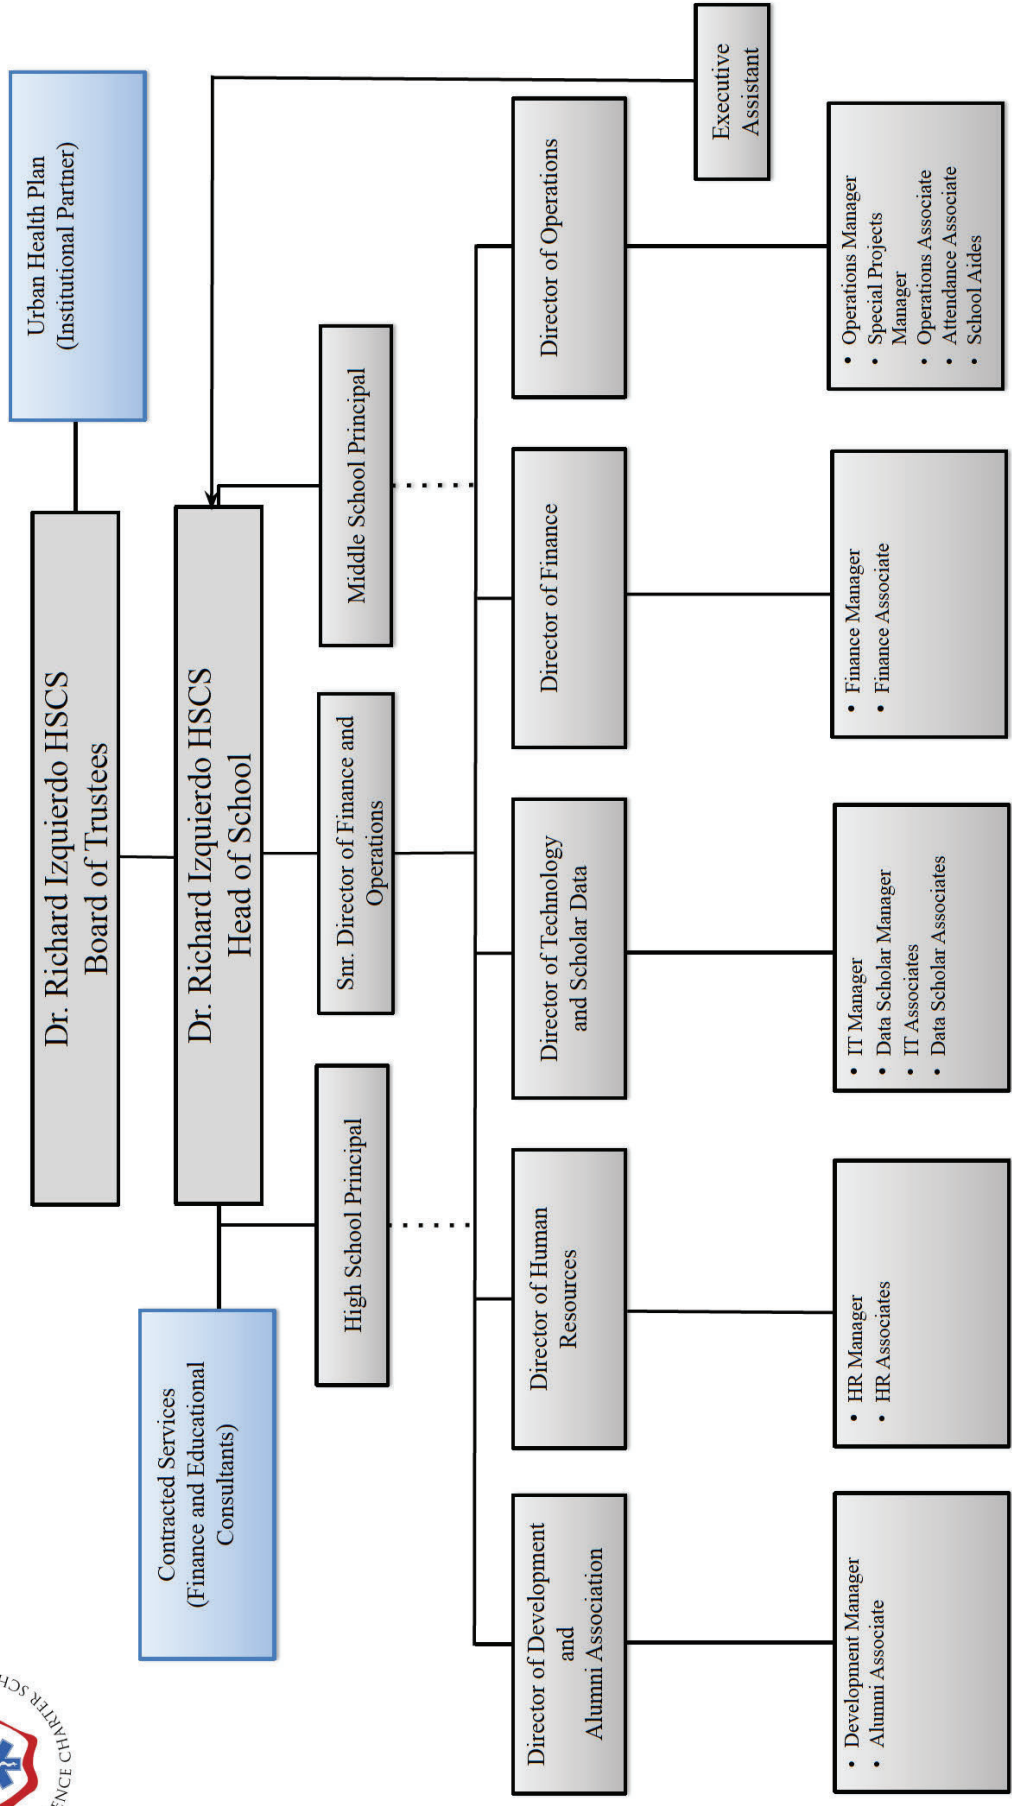 ENCE CHARTER SCH
Urban Health Plan
(Institutional Partner)
Dr. Richard Izquierdo HSCS
Board of Trustees
Contracted Services
(Finance and Educational
Consultants)
Dr. Richard Izquierdo HSCS
Head of School
High School Principal
Snr. Director of Finance and
Operations
Middle School Principal
Director of Development
and
Alumni Association
Director of Human
Resources
Director of Technology
and Scholar Data
Director of Finance
Director of Operations
Executive
Assistant
• Development Manager
• Alumni Associate
• HR Manager
• HR Associates
• IT Manager
• Data Scholar Manager
• IT Associates
• Data Scholar Associates
• Finance Manager
• Finance Associate
• Operations Manager
• Special Projects
Manager
• Operations Associate
• Attendance Associate
• School Aides